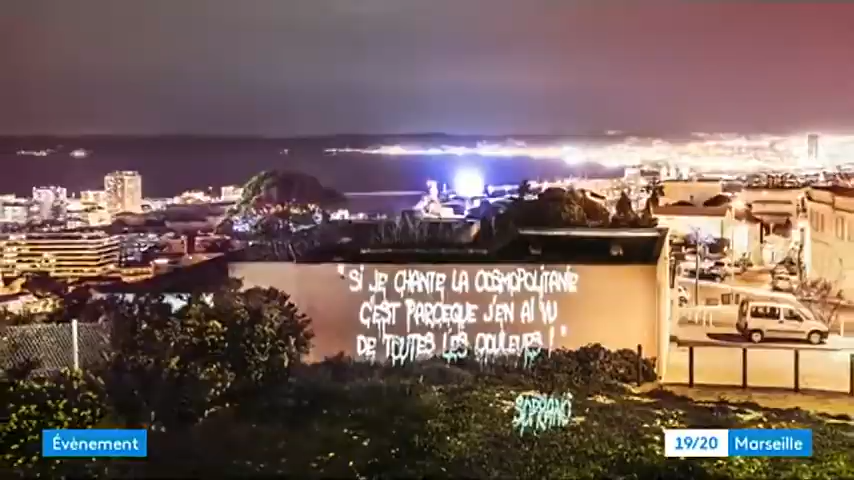 "SI JE CHANTE LA COSMOPOLITANIE
C'EST PARCEQUE J'EN AI VU
DE TOUTES LES COULEURS !"
SOPRANO
Évènement
19/20 Marseille